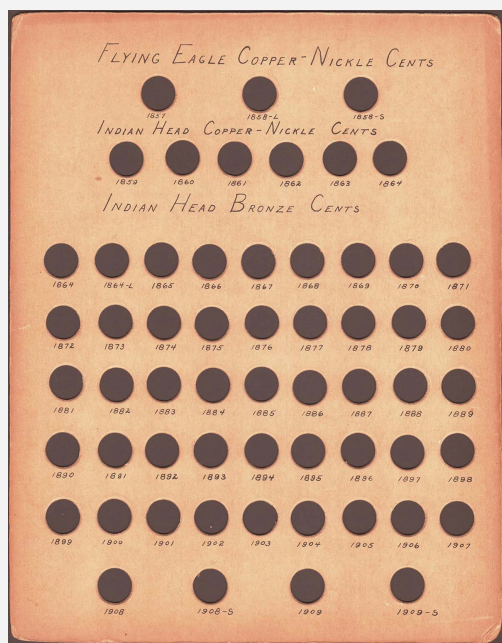 FLYING EAGLE COPPER-NICKLE CENTS
1857 1858-L 1858-S
INDIAN HEAD COPPER-NICKLE CENTS
1859 1860 1861 1862 1863 1864
INDIAN HEAD BRONZE CENTS
1864 1864-L 1865 1866 1867 1868 1869 1870 1871
1872 1873 1874 1875 1876 1877 1878 1879 1880
1881 1882 1883 1884 1885 1886 1887 1888 1889
1890 1891 1892 1893 1894 1895 1896 1897 1898
1899 1900 1901 1902 1903 1904 1905 1906 1907
1908 1908-S 1909 1909-S